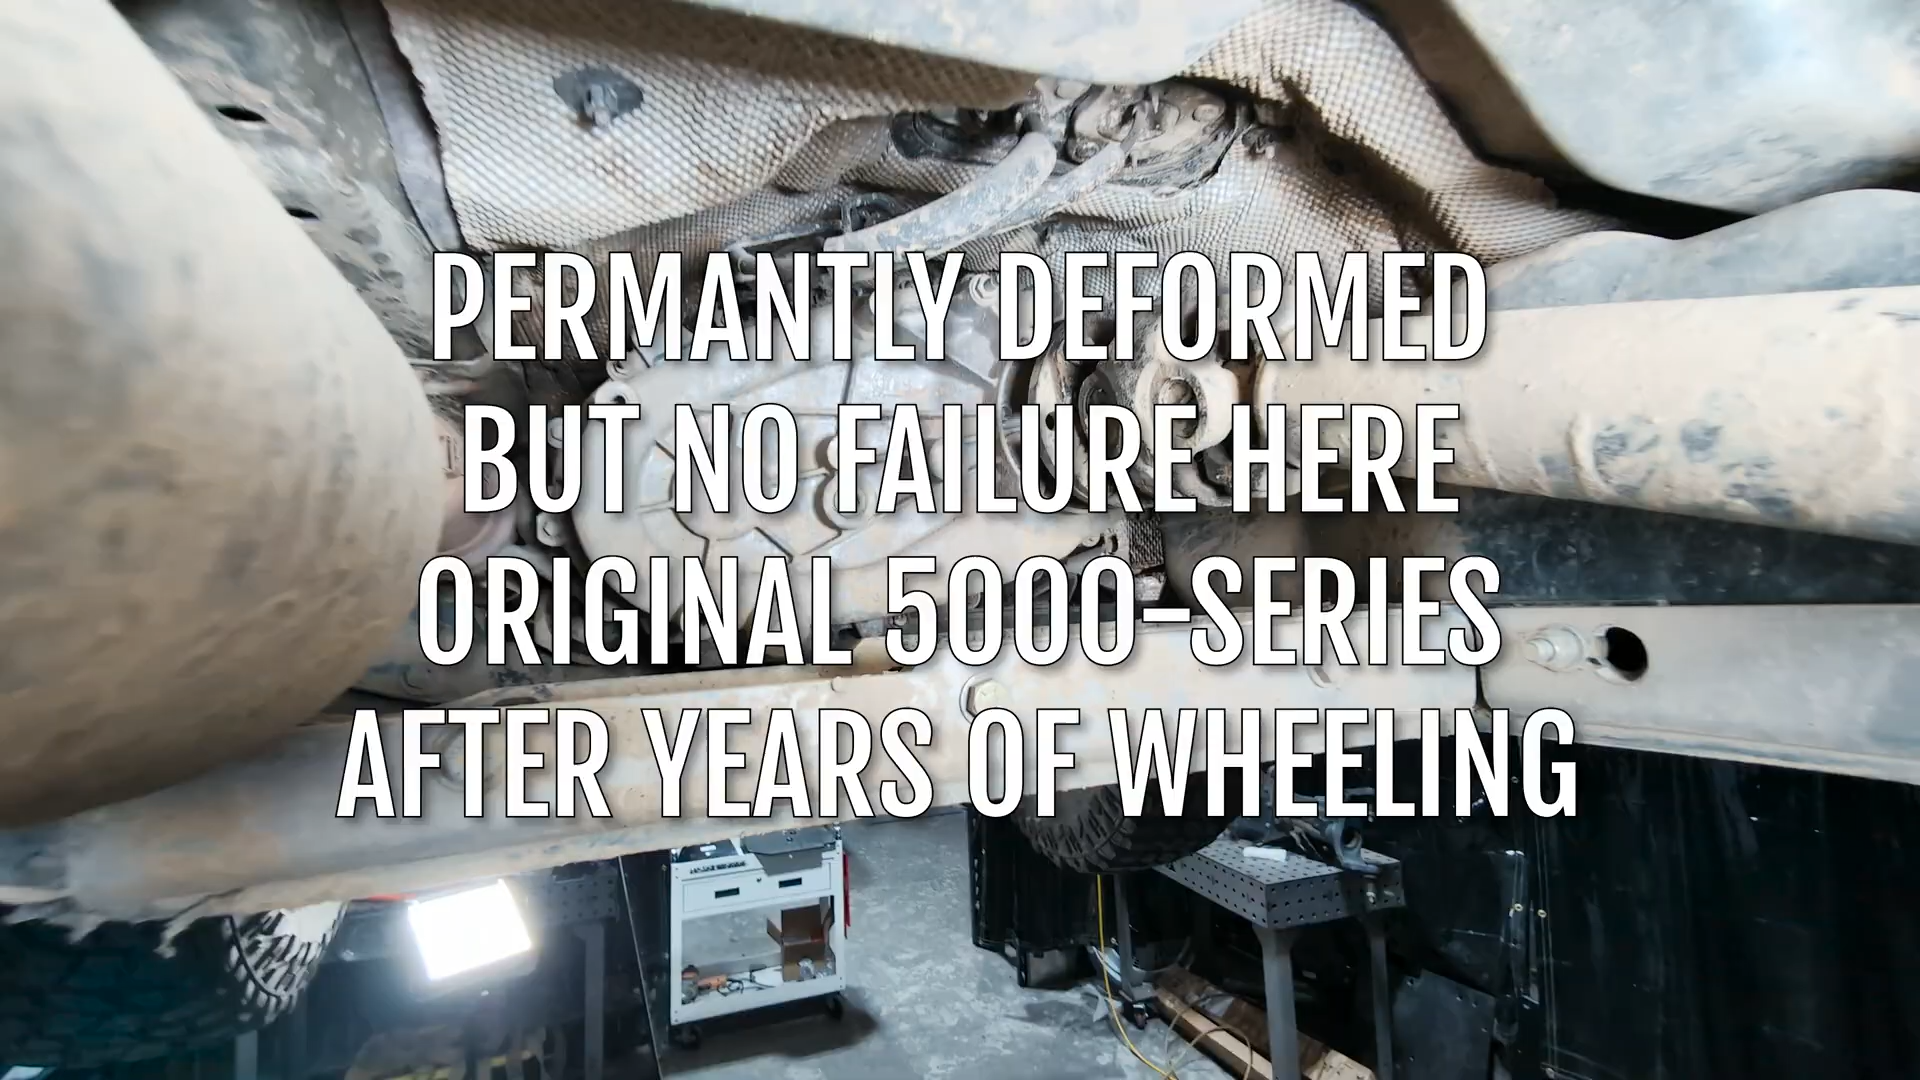 PERMANTLY DEFORMED
BUT NO FAILURE HERE
ORIGINAL 5000-SERIES
AFTER YEARS OF WHEELING